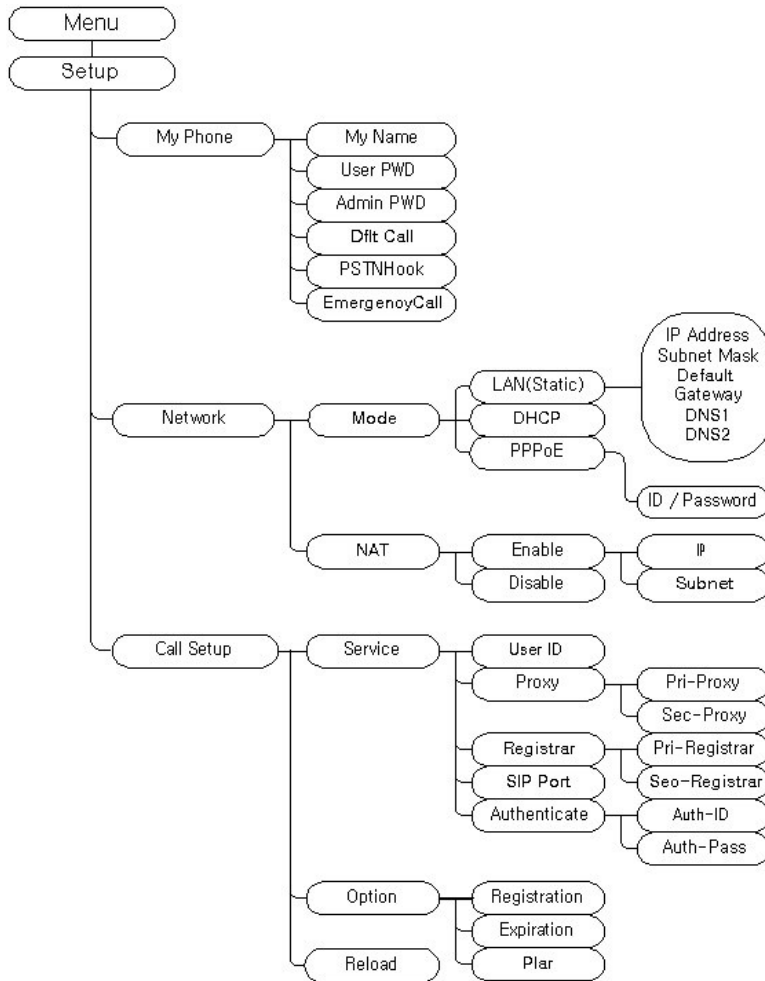 Menu
Setup
My Phone
My Name
User PWD
Admin PWD
Dflt Call
PSTNHook
EmergenoyCall
Network
Mode
LAN(Static)
IP Address
Subnet Mask
Default
Gateway
DNS1
DNS2
DHCP
PPPoE
ID / Password
NAT
Enable
IP
Subnet
Disable
Call Setup
Service
User ID
Proxy
Pri-Proxy
Sec-Proxy
Registrar
Pri-Registrar
Seo-Registrar
SIP Port
Authenticate
Auth-ID
Auth-Pass
Option
Registration
Expiration
Plar
Reload